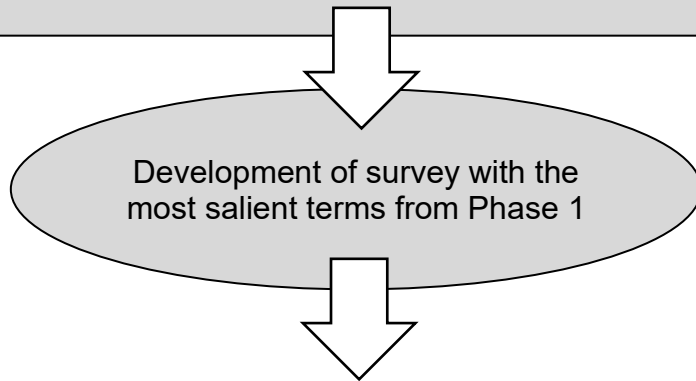 Development of survey with the
most salient terms from Phase 1